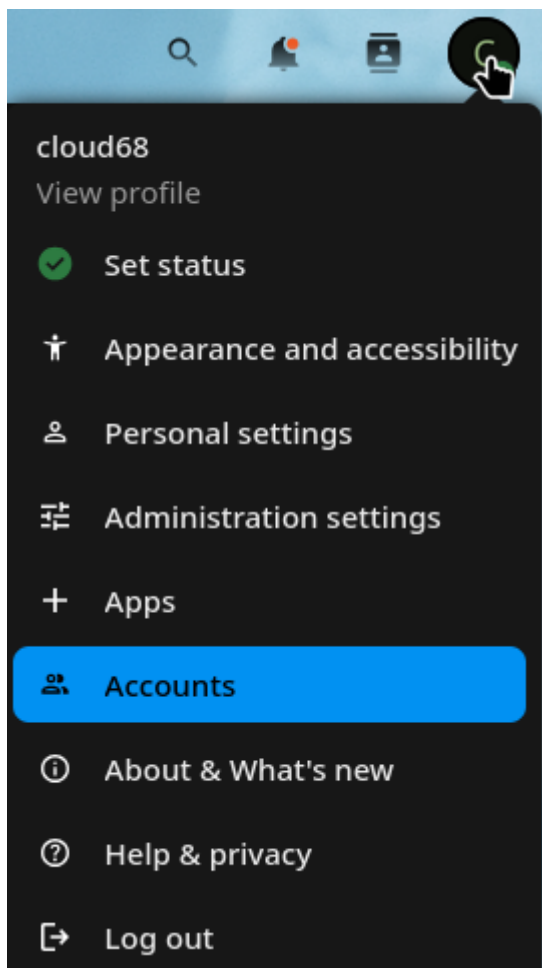 C
cloud68
View profile
Set status
Appearance and accessibility
Personal settings
Administration settings
Apps
Accounts
About & What's new
Help & privacy
Log out